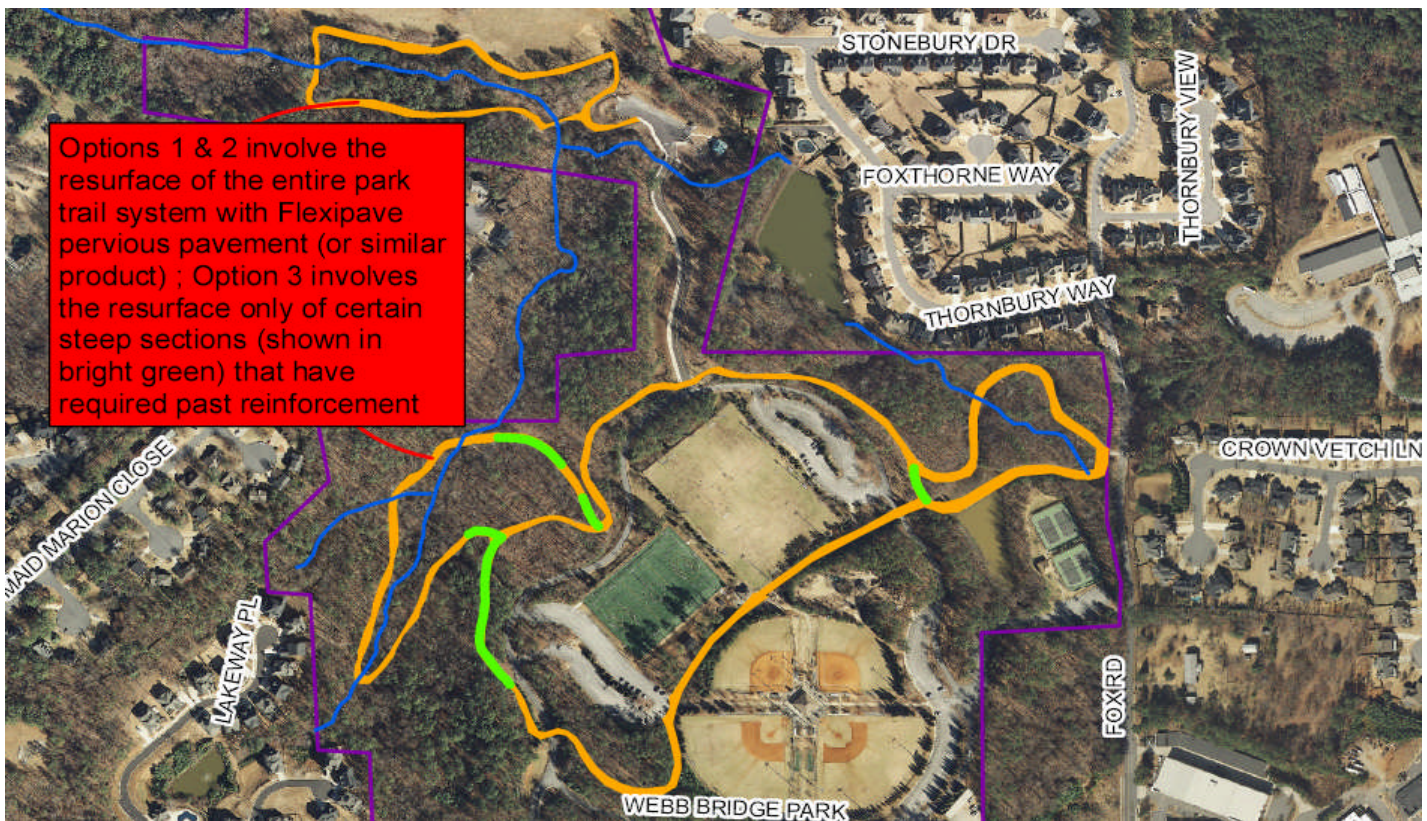 STONEBURY DR
THORNBURY VIEW
Options 1 & 2 involve the
resurface of the entire park
trail system with Flexipave
pervious pavement (or similar
product) ; Option 3 involves
the resurface only of certain
steep sections (shown in
bright green) that have
required past reinforcement
FOXTHORNE WAY
THORNBURY WAY
MAID MARION CLOSE
CROWN VETCH LN
LAKEWAY PL
FOX RD
WEBB BRIDGE PARK